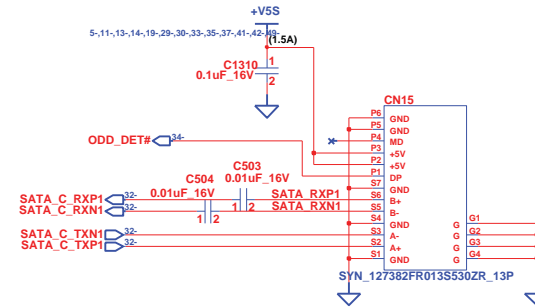 +V5S
5-,11-,13-,14-,19-,29-,30-,33-,35-,37-,41-,42-,49-
(1.5A)
C1310 1
0.1uF_16V 2
CN15
P6 GND
P5 GND
P4 MD
P3 +5V
P2 +5V
P1 DP
S7 GND
S6 B+
S5 B-
S4 GND
S3 A-
S2 A+
S1 GND
G G1
G G2
G G3
G G4
ODD_DET# 34-
C503
C504
0.01uF_16V
0.01uF_16V
1 2
1 2
SATA_C_RXP1 32- SATA_RXP1
SATA_C_RXN1 32- SATA_RXN1
SATA_C_TXN1 32-
SATA_C_TXP1 32-
SYN_127382FR013S530ZR_13P